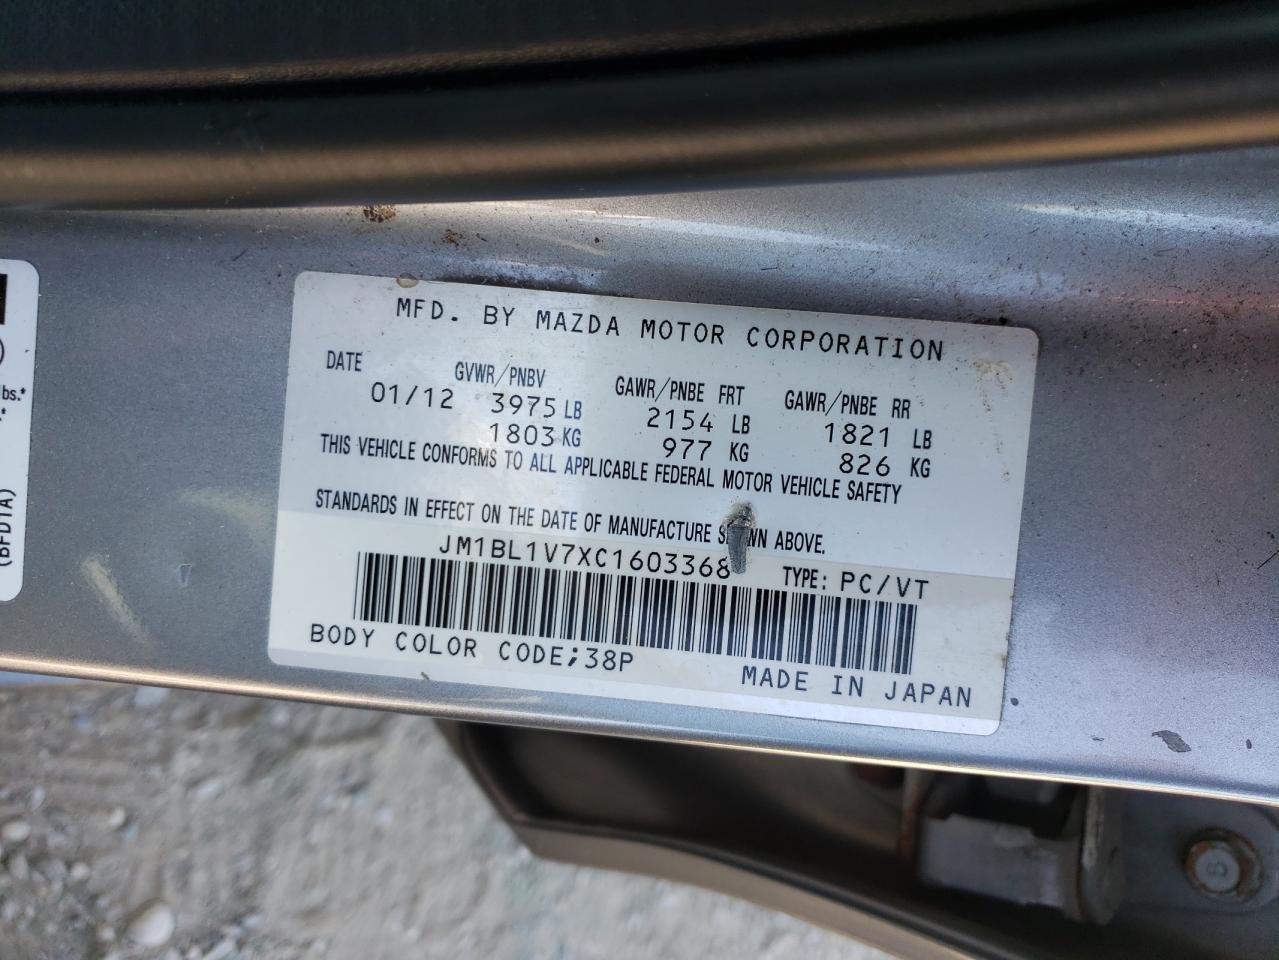 MFD. BY MAZDA MOTOR CORPORATION
DATE GVWR/PNBV GAWR/PNBE FRT GAWR/PNBE RR
01/12 3975 LB 2154 LB 1821 LB
1803 KG 977 KG 826 KG
THIS VEHICLE CONFORMS TO ALL APPLICABLE FEDERAL MOTOR VEHICLE SAFETY
STANDARDS IN EFFECT ON THE DATE OF MANUFACTURE SHOWN ABOVE.
JM1BL1V7XC1603368 TYPE: PC/VT
BODY COLOR CODE;38P
MADE IN JAPAN
lbs.*
(BFD1A)